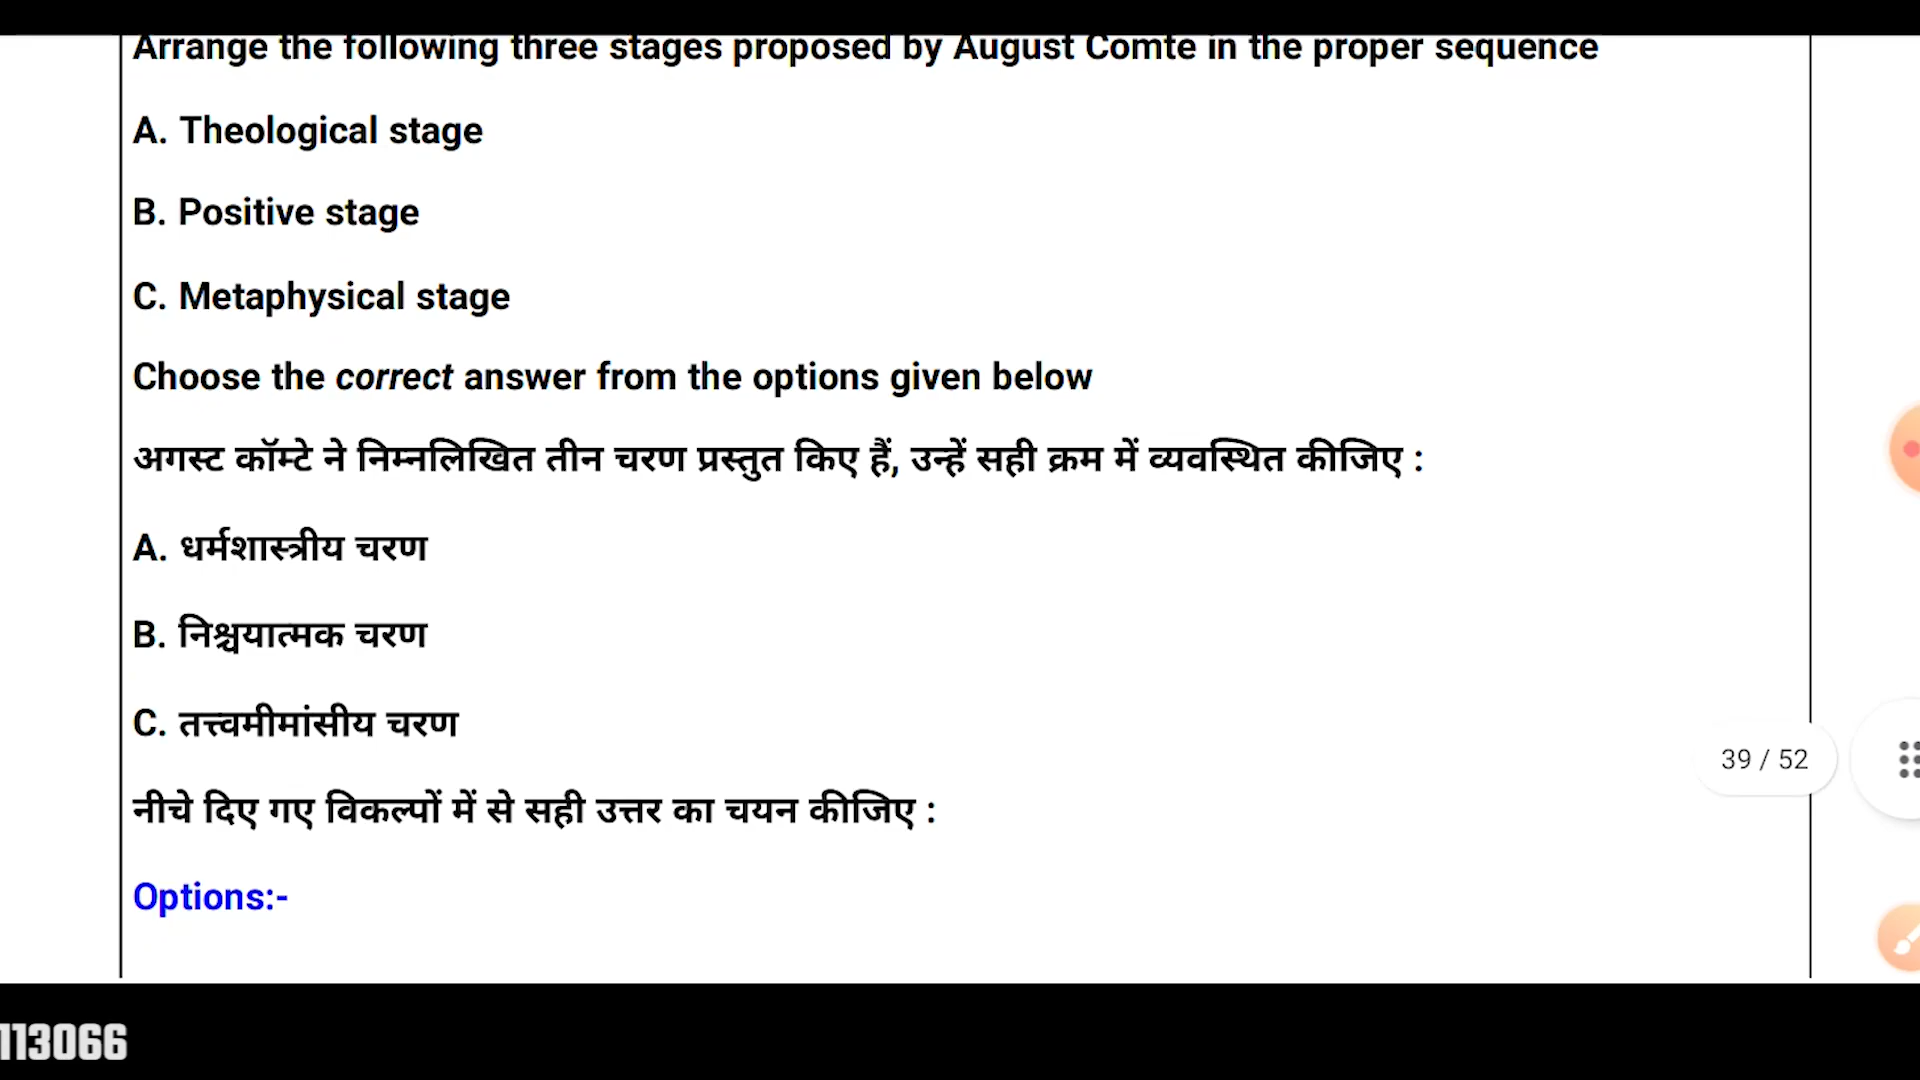 Arrange the following three stages proposed by August Comte in the proper sequence
A. Theological stage
B. Positive stage
C. Metaphysical stage
Choose the correct answer from the options given below
अगस्ट कॉम्टे ने निम्नलिखित तीन चरण प्रस्तुत किए हैं, उन्हें सही क्रम में व्यवस्थित कीजिए :
A. धर्मशास्त्रीय चरण
B. निश्चयात्मक चरण
C. तत्त्वमीमांसीय चरण
39 / 52
नीचे दिए गए विकल्पों में से सही उत्तर का चयन कीजिए :
Options:-
113066